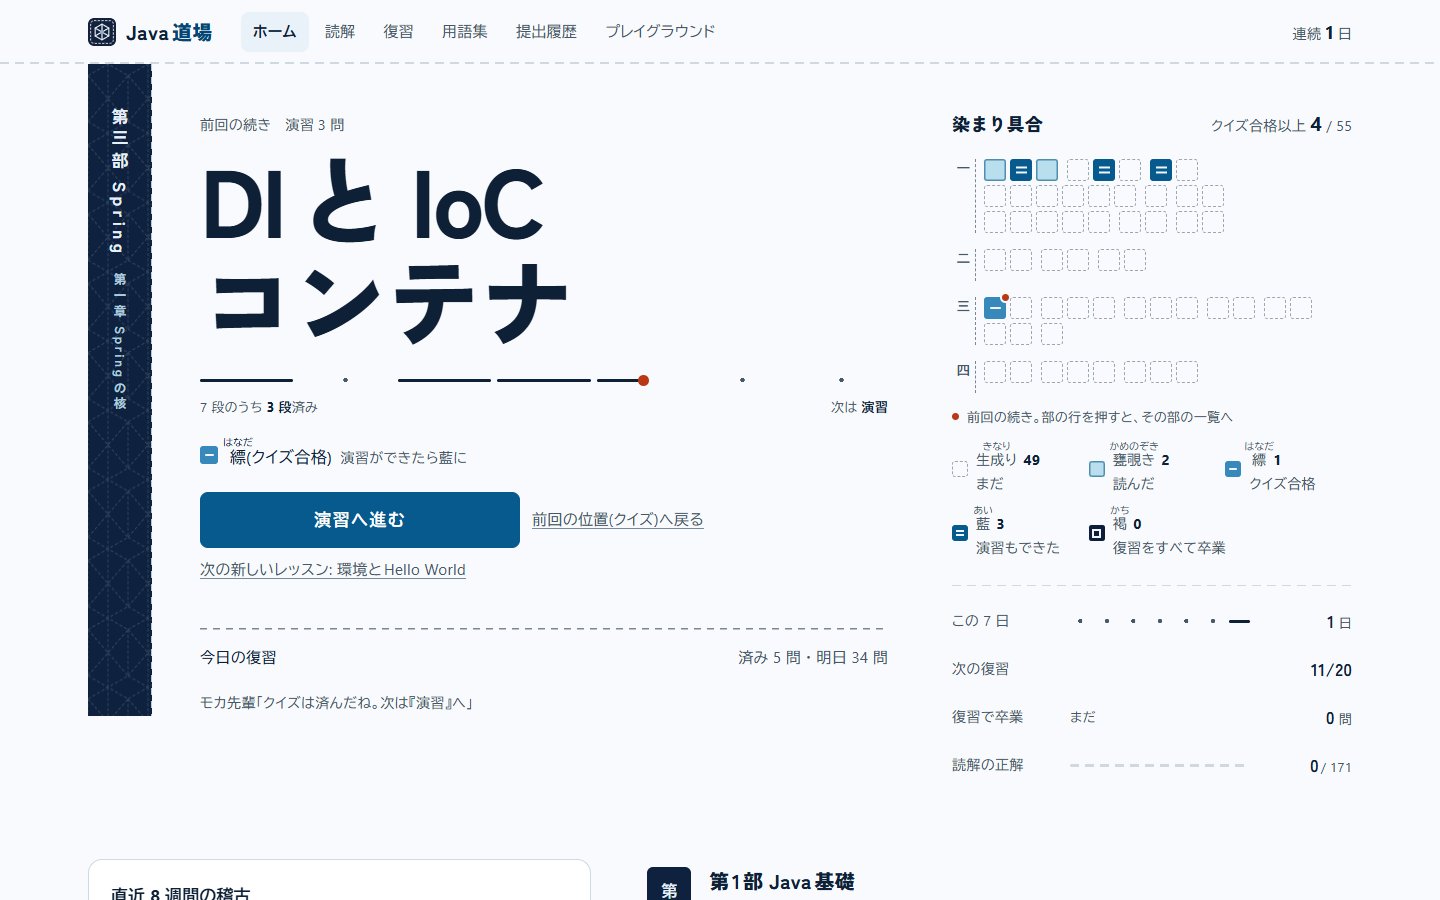 Java道場
ホーム
読解
復習
用語集
提出履歴
プレイグラウンド
連続 1 日
第三部 Spring
第一章 Springの核
前回の続き 演習 3 問
DI と IoC
コンテナ
7 段のうち 3 段済み
次は 演習
はなだ
縹(クイズ合格) 演習ができたら藍に
演習へ進む
前回の位置(クイズ)へ戻る
次の新しいレッスン: 環境と Hello World
今日の復習
済み 5 問・明日 34 問
モカ先輩「クイズは済んだね。次は『演習』へ」
染まり具合
クイズ合格以上 4 / 55
一
二
三
四
前回の続き。部の行を押すと、その部の一覧へ
きなり
生成り 49
まだ
かめのぞき
甕覗き 2
読んだ
はなだ
縹 1
クイズ合格
あい
藍 3
演習もできた
かち
褐 0
復習をすべて卒業
この 7 日
1 日
次の復習
11/20
復習で卒業
まだ
0 問
読解の正解
0 / 171
直近 8 週間の稽古
第
第1部 Java基礎